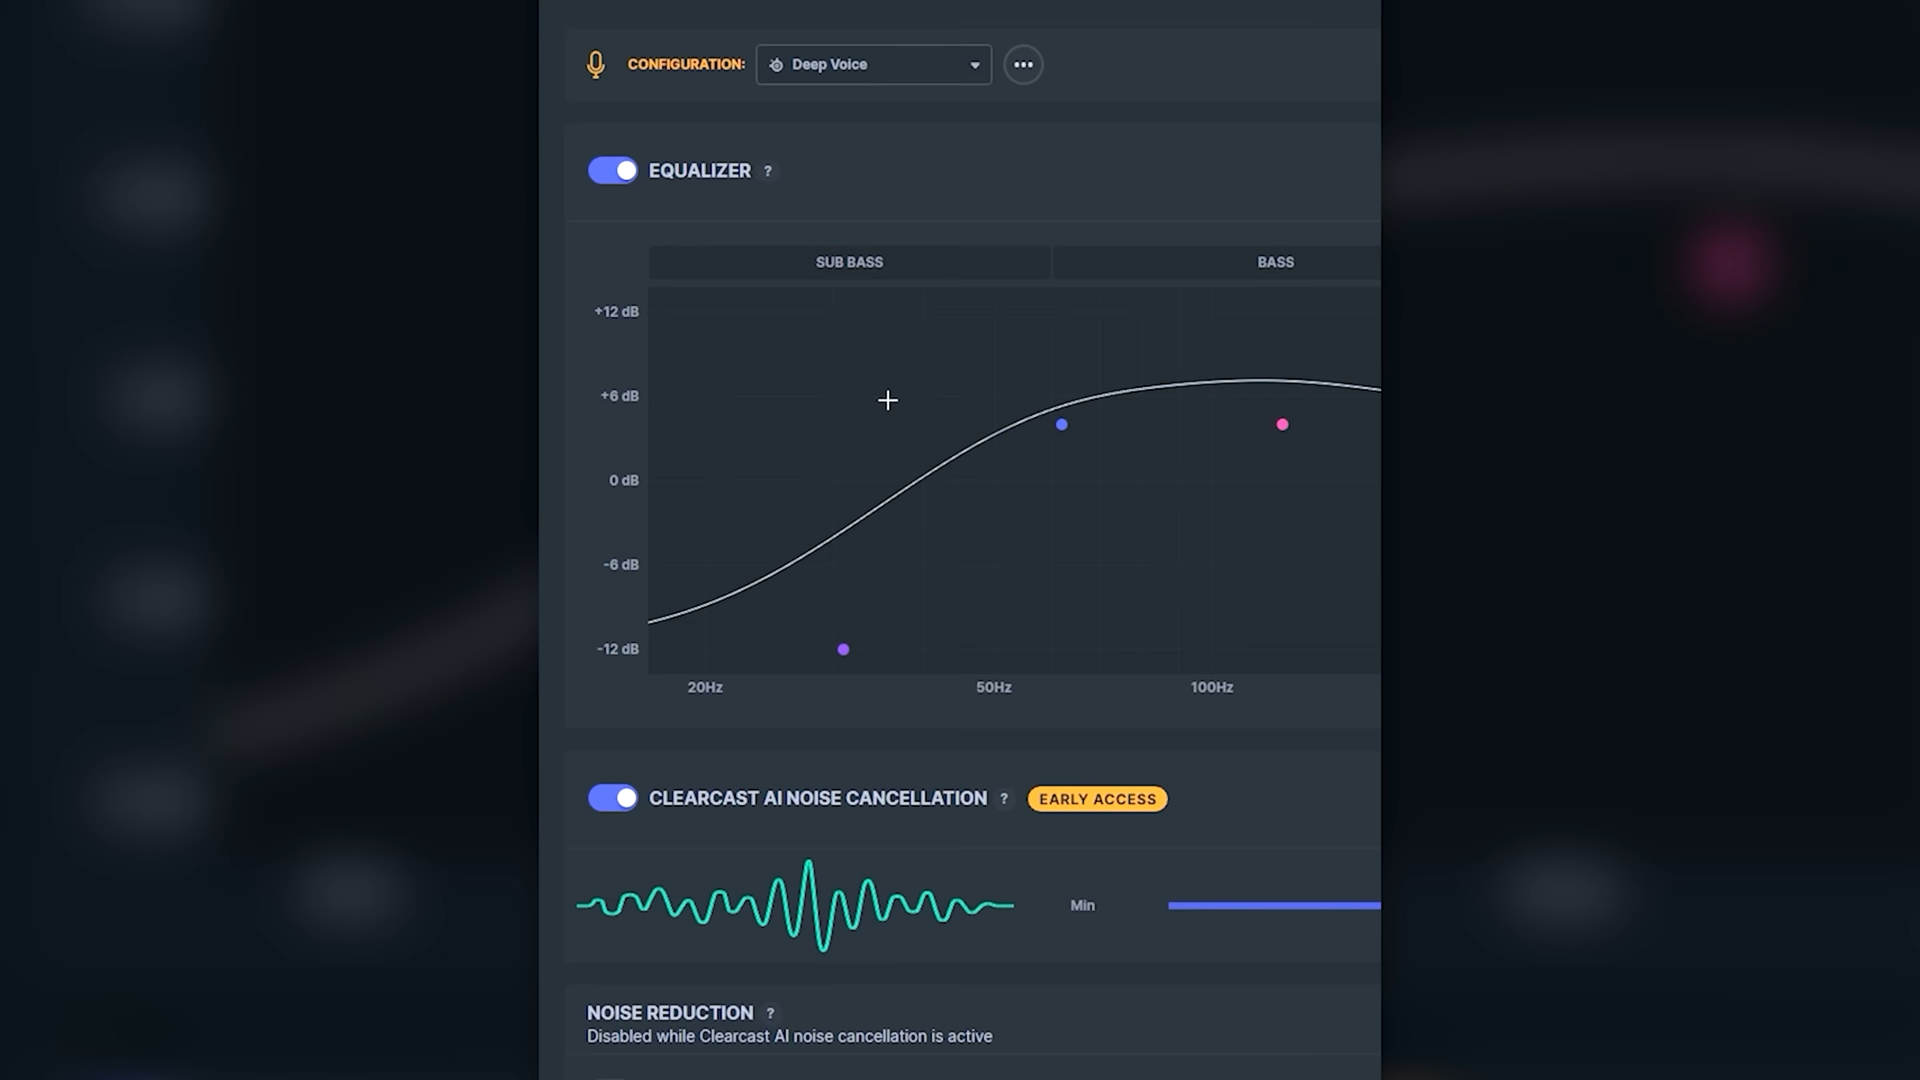 CONFIGURATION: Deep Voice
EQUALIZER ?
SUB BASS BASS
+12 dB
+6 dB
0 dB
-6 dB
-12 dB
20Hz 50Hz 100Hz
CLEARCAST AI NOISE CANCELLATION ? EARLY ACCESS
Min
NOISE REDUCTION ?
Disabled while Clearcast AI noise cancellation is active